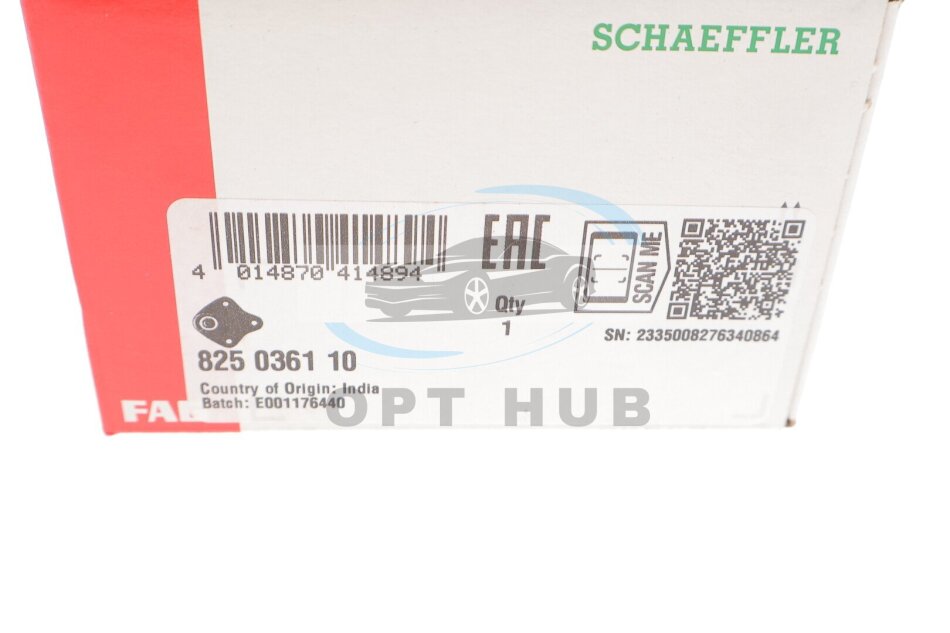 SCHAEFFLER
4 014870 414894
EAC
Qty
1
SCAN ME
SN: 2335008276340864
825 0361 10
Country of Origin: India
Batch: E001176440
OPT HUB